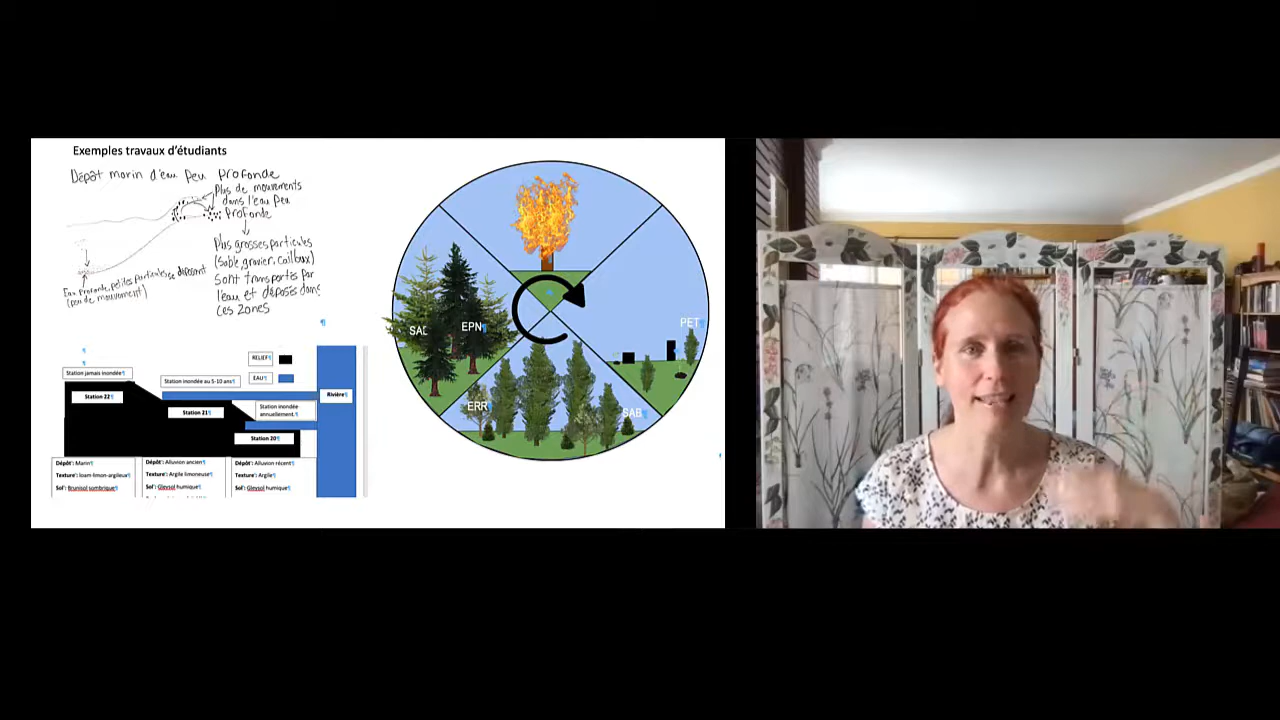 Exemples travaux d'étudiants
Dépôt marin d'eau peu profonde
Plus de mouvements
dans l'eau peu
profonde
Plus grosses particules
(sable, gravier, cailloux)
sont transportés par
l'eau et déposés dans
ces zones
Eau profonde, petites particules se déposent
(peu de mouvement)
¶
¶
¶
Station jamais inondée¶
Station 22¶
Station inondée au 5-10 ans¶
Station 21¶
RELIEF¶
EAU¶
Station inondée
annuellement.¶
Station 20¶
Rivière¶
Dépôt: Marin¶
Texture: loam-limon-argileux¶
Sol: Brunisol sombrique¶
Dépôt: Alluvion ancien¶
Texture: Argile limoneuse¶
Sol: Gleysol humique¶
Dépôt: Alluvion récent¶
Texture: Argile¶
Sol: Gleysol humique¶
EPN¶
PET¶
ERR¶
SAB¶